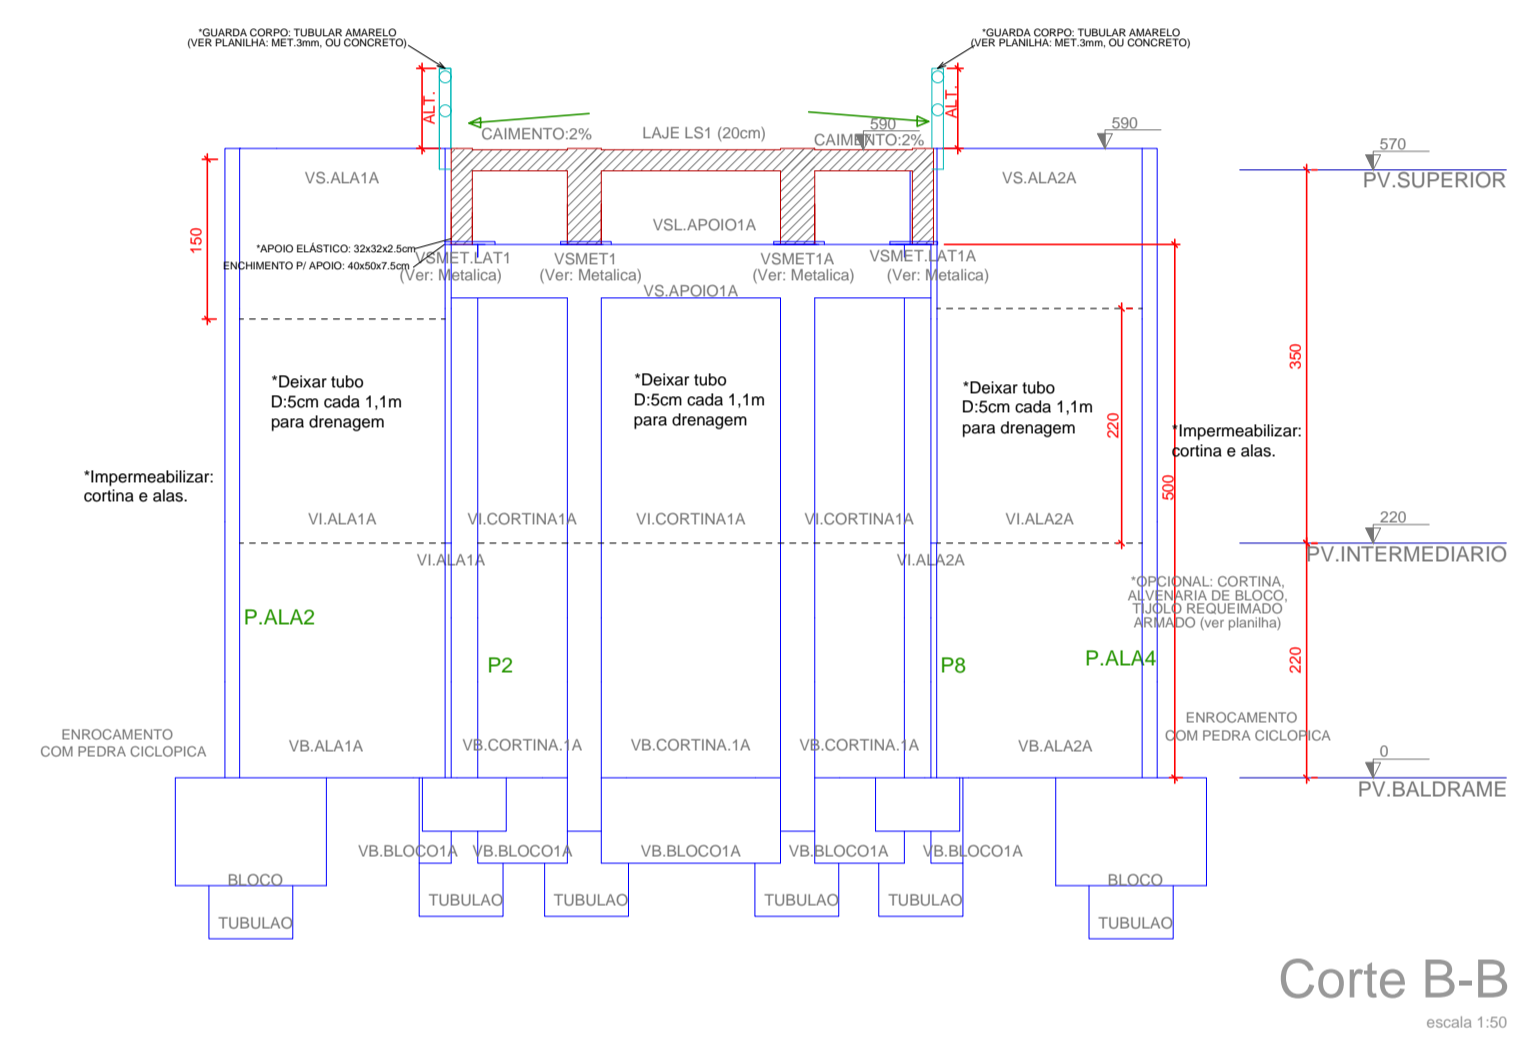 *GUARDA CORPO: TUBULAR AMARELO
(VER PLANILHA: MET.3mm, OU CONCRETO)
*GUARDA CORPO: TUBULAR AMARELO
(VER PLANILHA: MET.3mm, OU CONCRETO)
ALT.
ALT.
CAIMENTO:2%
LAJE LS1 (20cm)
590
CAIMENTO:2%
590
570
PV.SUPERIOR
VS.ALA1A
VS.ALA2A
150
VSL.APOIO1A
*APOIO ELÁSTICO: 32x32x2.5cm
ENCHIMENTO P/ APOIO: 40x50x7.5cm
VSMET.LAT1
(Ver: Metalica)
VSMET1
(Ver: Metalica)
VSMET1A
(Ver: Metalica)
VSMET.LAT1A
(Ver: Metalica)
VS.APOIO1A
*Deixar tubo
D:5cm cada 1,1m
para drenagem
*Deixar tubo
D:5cm cada 1,1m
para drenagem
*Deixar tubo
D:5cm cada 1,1m
para drenagem
220
350
*Impermeabilizar:
cortina e alas.
*Impermeabilizar:
cortina e alas.
500
VI.ALA1A
VI.CORTINA1A
VI.CORTINA1A
VI.CORTINA1A
VI.ALA2A
220
PV.INTERMEDIARIO
VI.ALA1A
VI.ALA2A
*OPCIONAL: CORTINA,
ALVENARIA DE BLOCO,
TIJOLO REQUEIMADO
ARMADO (ver planilha)
P.ALA2
P2
P8
P.ALA4
220
ENROCAMENTO
COM PEDRA CICLOPICA
VB.ALA1A
VB.CORTINA.1A
VB.CORTINA.1A
VB.CORTINA.1A
VB.ALA2A
ENROCAMENTO
COM PEDRA CICLOPICA
0
PV.BALDRAME
VB.BLOCO1A
VB.BLOCO1A
VB.BLOCO1A
VB.BLOCO1A
VB.BLOCO1A
BLOCO
BLOCO
TUBULAO
TUBULAO
TUBULAO
TUBULAO
TUBULAO
TUBULAO
Corte B-B
escala 1:50